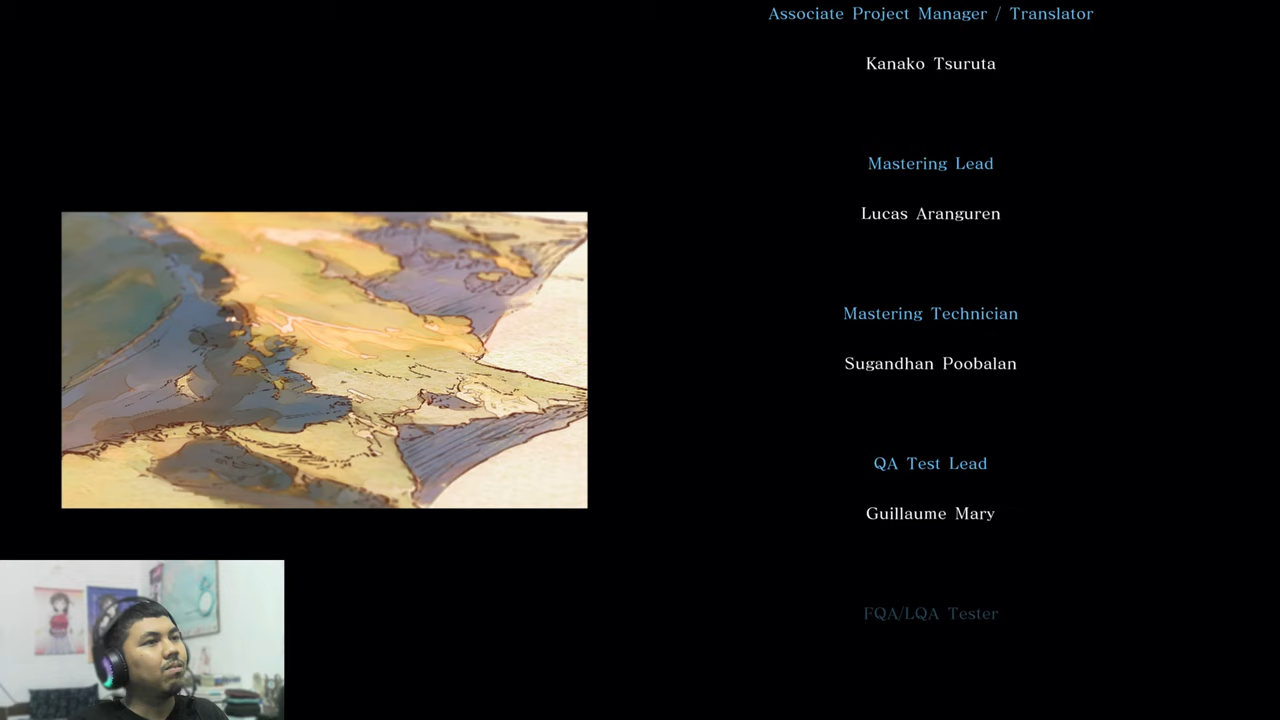 Associate Project Manager / Translator
Kanako Tsuruta
Mastering Lead
Lucas Aranguren
Mastering Technician
Sugandhan Poobalan
QA Test Lead
Guillaume Mary
FQA/LQA Tester